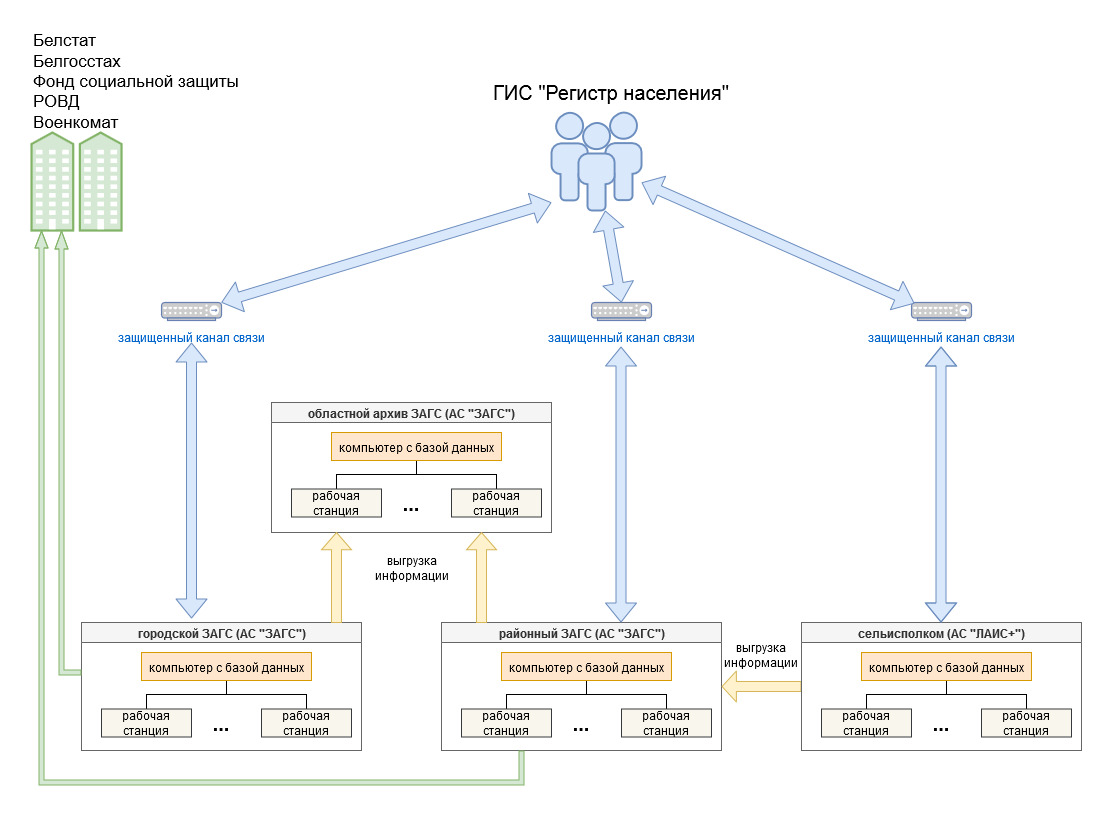 Белстат
Белгосстах
Фонд социальной защиты
РОВД
Военкомат
ГИС "Регистр населения"
защищенный канал связи
защищенный канал связи
защищенный канал связи
областной архив ЗАГС (АС "ЗАГС")
компьютер с базой данных
рабочая
станция
...
рабочая
станция
выгрузка
информации
городской ЗАГС (АС "ЗАГС")
компьютер с базой данных
рабочая
станция
...
рабочая
станция
районный ЗАГС (АС "ЗАГС")
компьютер с базой данных
рабочая
станция
...
рабочая
станция
выгрузка
информации
сельисполком (АС "ЛАИС+")
компьютер с базой данных
рабочая
станция
...
рабочая
станция